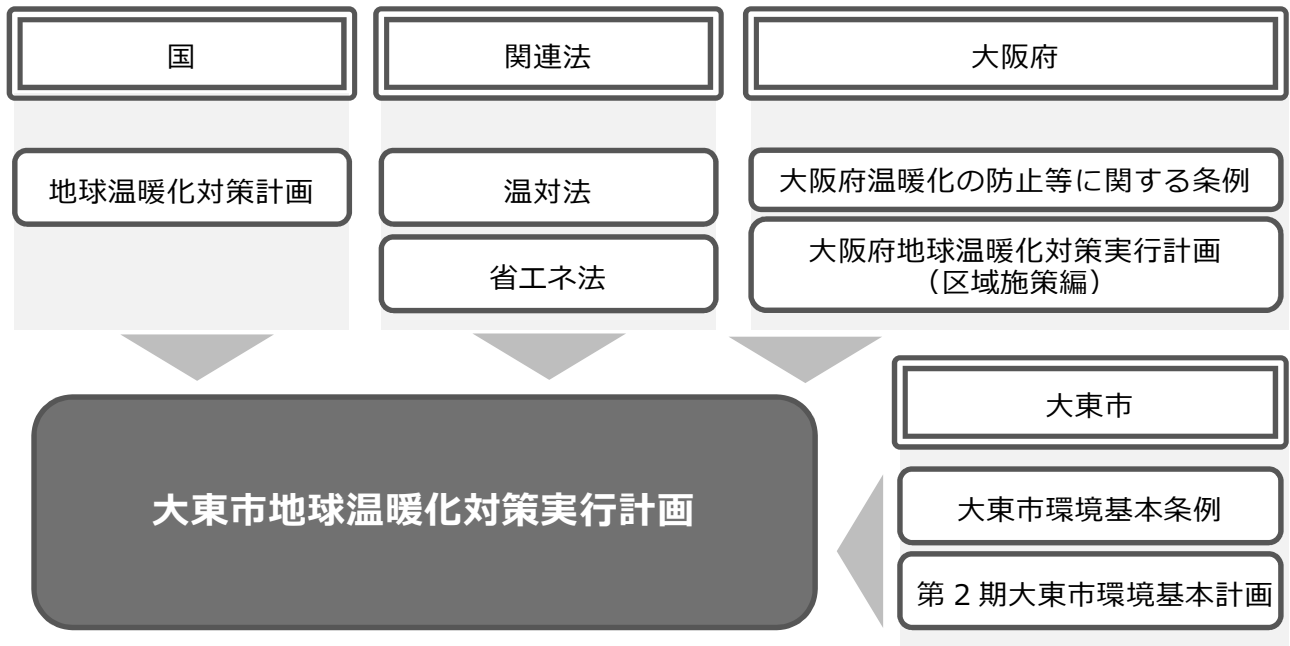 国
関連法
大阪府
地球温暖化対策計画
温対法
省エネ法
大阪府温暖化の防止等に関する条例
大阪府地球温暖化対策実行計画
（区域施策編）
大東市地球温暖化対策実行計画
大東市
大東市環境基本条例
第２期大東市環境基本計画